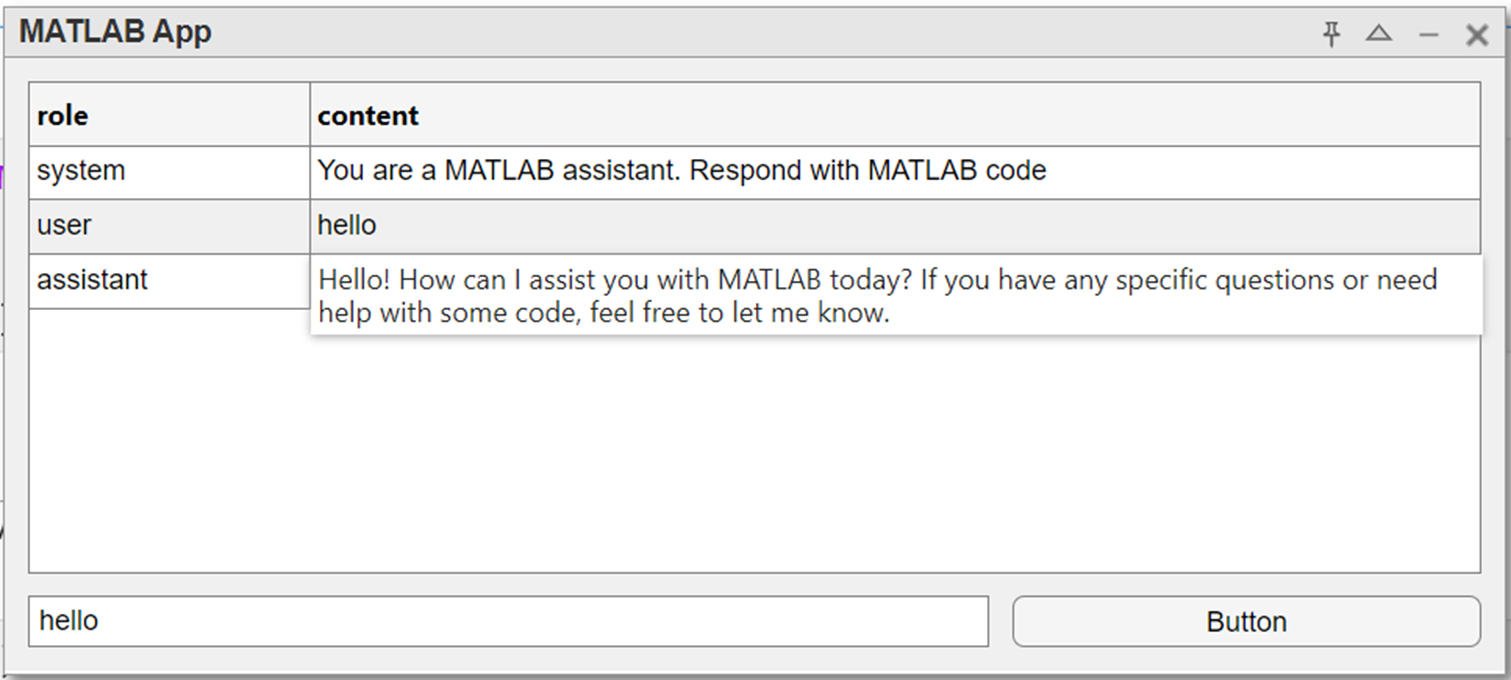 MATLAB App
role content
system You are a MATLAB assistant. Respond with MATLAB code
user hello
assistant Hello! How can I assist you with MATLAB today? If you have any specific questions or need
help with some code, feel free to let me know.
hello Button